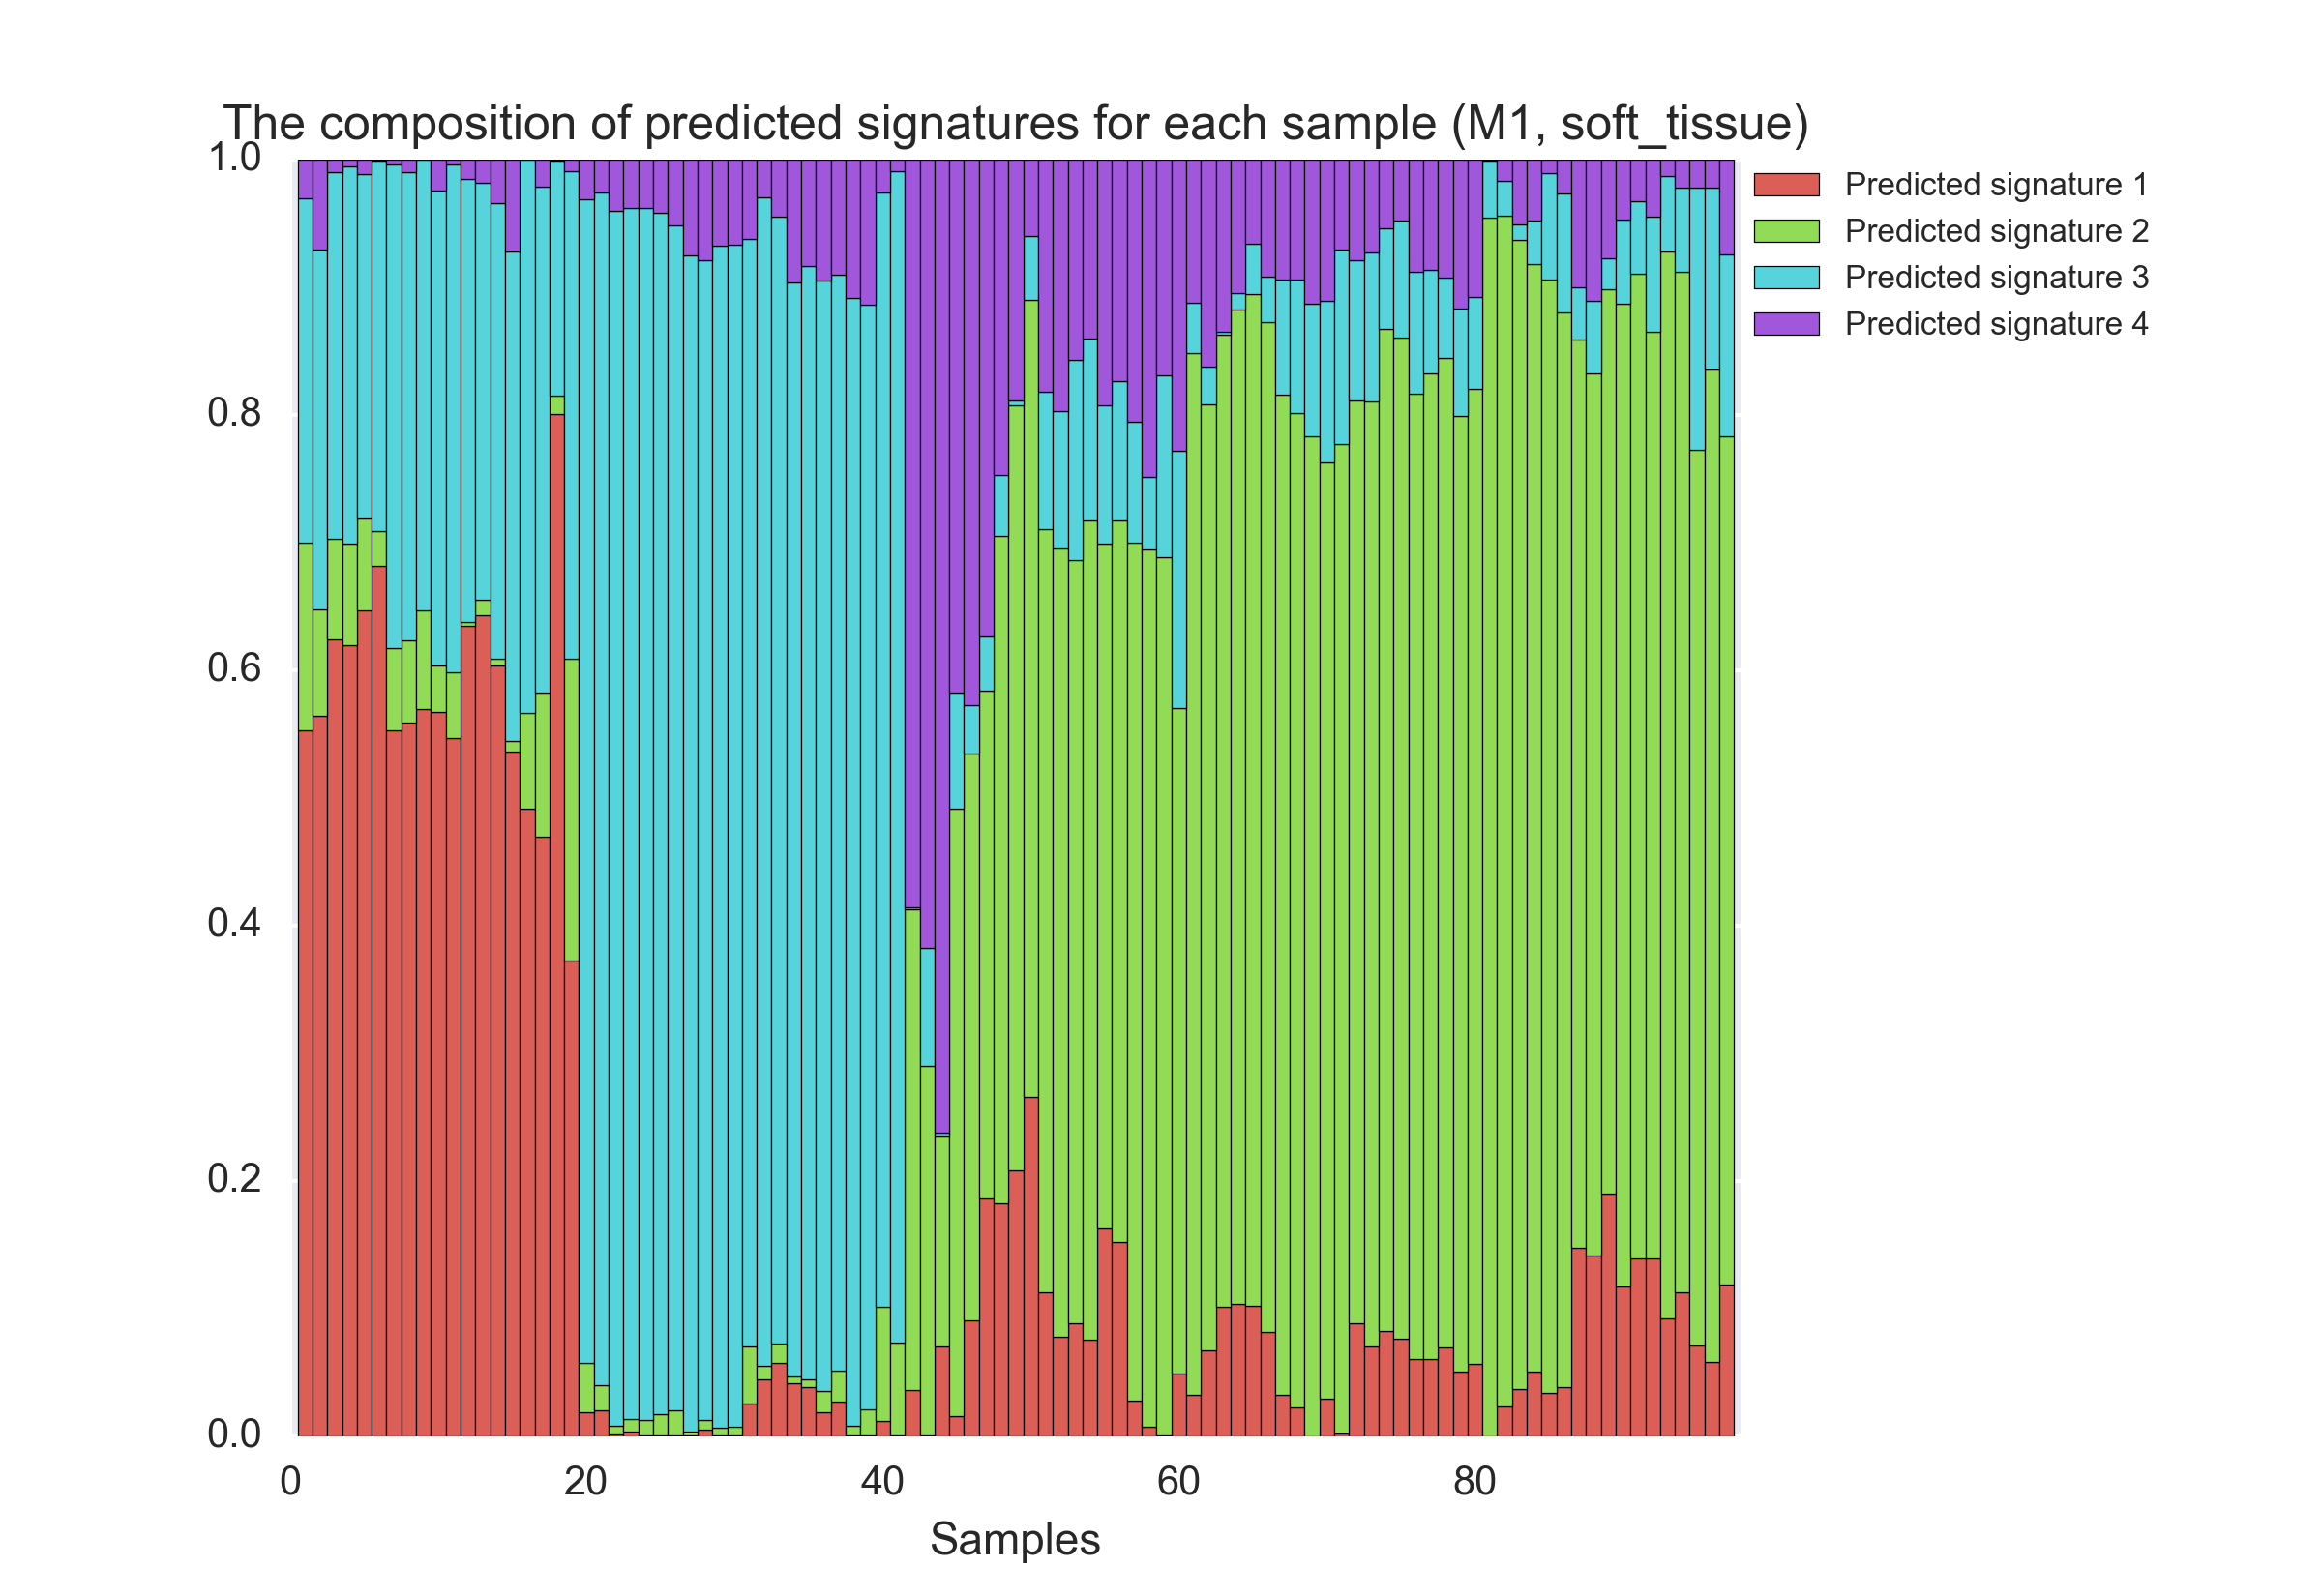 The composition of predicted signatures for each sample (M1, soft_tissue)
1.0
0.8
0.6
0.4
0.2
0.0
0 20 40 60 80
Samples
Predicted signature 1
Predicted signature 2
Predicted signature 3
Predicted signature 4